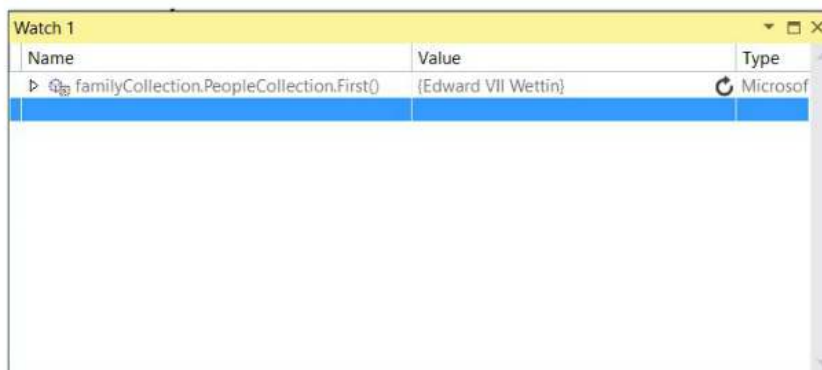 Watch 1
Name Value Type
familyCollection.PeopleCollection.First() {Edward VII Wettin} Microsof